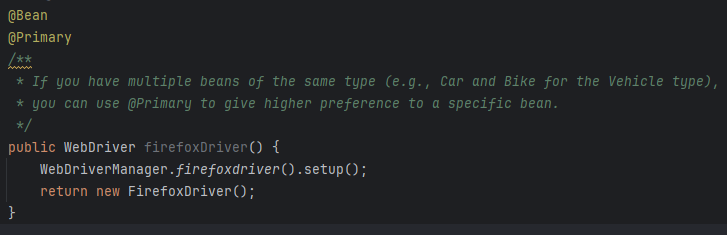 @Bean
@Primary
/**
 * If you have multiple beans of the same type (e.g., Car and Bike for the Vehicle type),
 * you can use @Primary to give higher preference to a specific bean.
 */
public WebDriver firefoxDriver() {
    WebDriverManager.firefoxdriver().setup();
    return new FirefoxDriver();
}